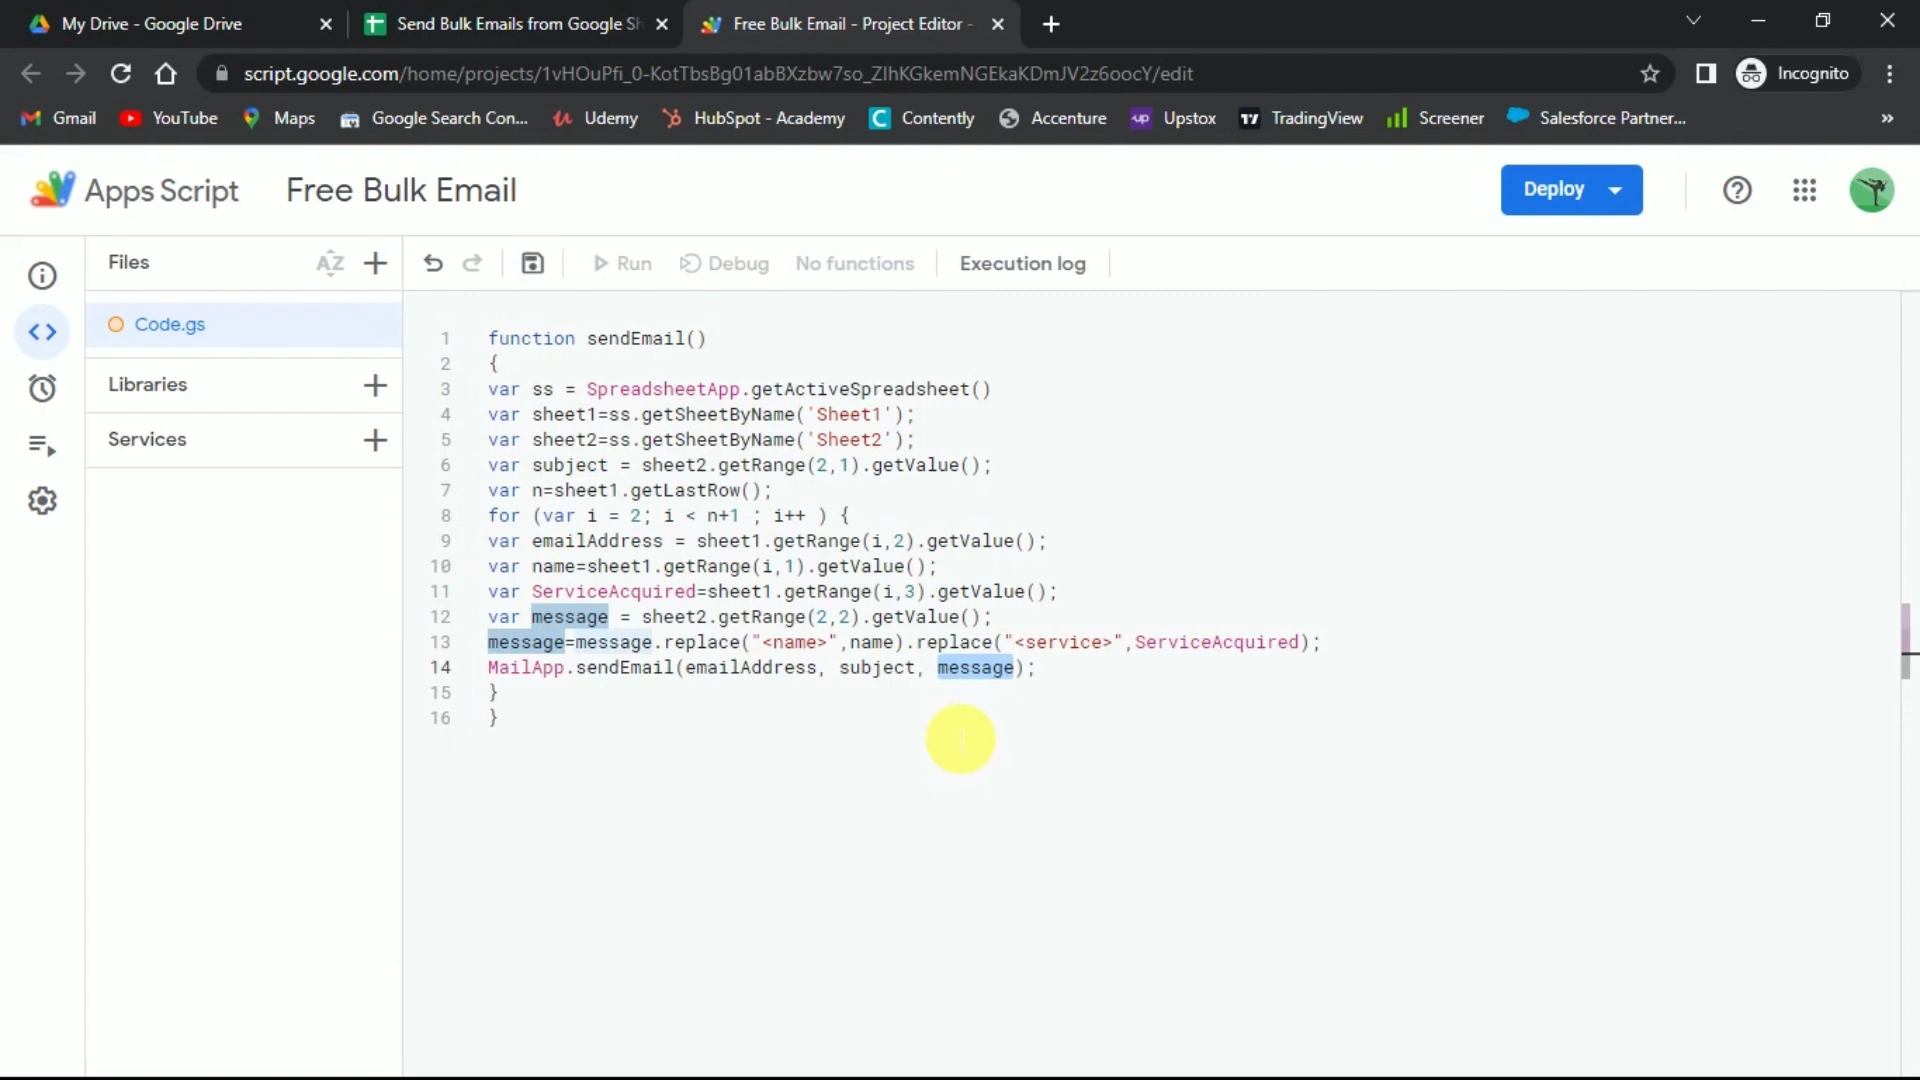 My Drive - Google Drive
Send Bulk Emails from Google Sh
Free Bulk Email - Project Editor -
script.google.com/home/projects/1vHOuPfi_0-KotTbsBg01abBXzbw7so_ZIhKGkemNGEkaKDmJV2z6oocY/edit
Incognito
Gmail
YouTube
Maps
Google Search Con...
Udemy
HubSpot - Academy
Contently
Accenture
Upstox
TradingView
Screener
Salesforce Partner...
»
Apps Script
Free Bulk Email
Deploy
Files
AZ
Run
Debug
No functions
Execution log
Code.gs
Libraries
Services
1 function sendEmail()
2 {
3 var ss = SpreadsheetApp.getActiveSpreadsheet()
4 var sheet1=ss.getSheetByName('Sheet1');
5 var sheet2=ss.getSheetByName('Sheet2');
6 var subject = sheet2.getRange(2,1).getValue();
7 var n=sheet1.getLastRow();
8 for (var i = 2; i < n+1 ; i++ ) {
9 var emailAddress = sheet1.getRange(i,2).getValue();
10 var name=sheet1.getRange(i,1).getValue();
11 var ServiceAcquired=sheet1.getRange(i,3).getValue();
12 var message = sheet2.getRange(2,2).getValue();
13 message=message.replace("<name>",name).replace("<service>",ServiceAcquired);
14 MailApp.sendEmail(emailAddress, subject, message);
15 }
16 }